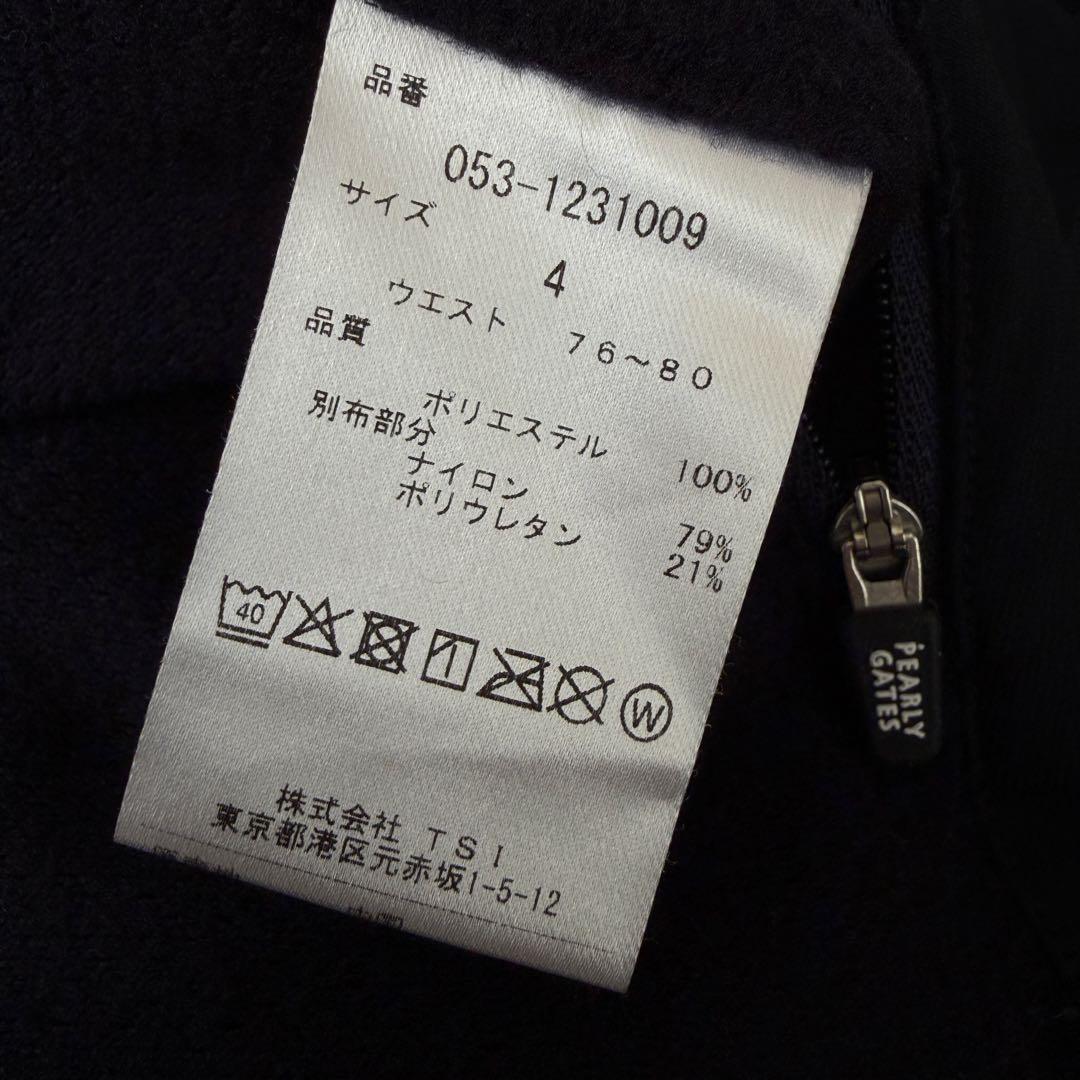 品番
053-1231009
サイズ
4
ウエスト 76～80
品質
ポリエステル 100%
別布部分
ナイロン 79%
ポリウレタン 21%
40
W
株式会社 TSI
東京都港区元赤坂1-5-12
PEARLY
GATES